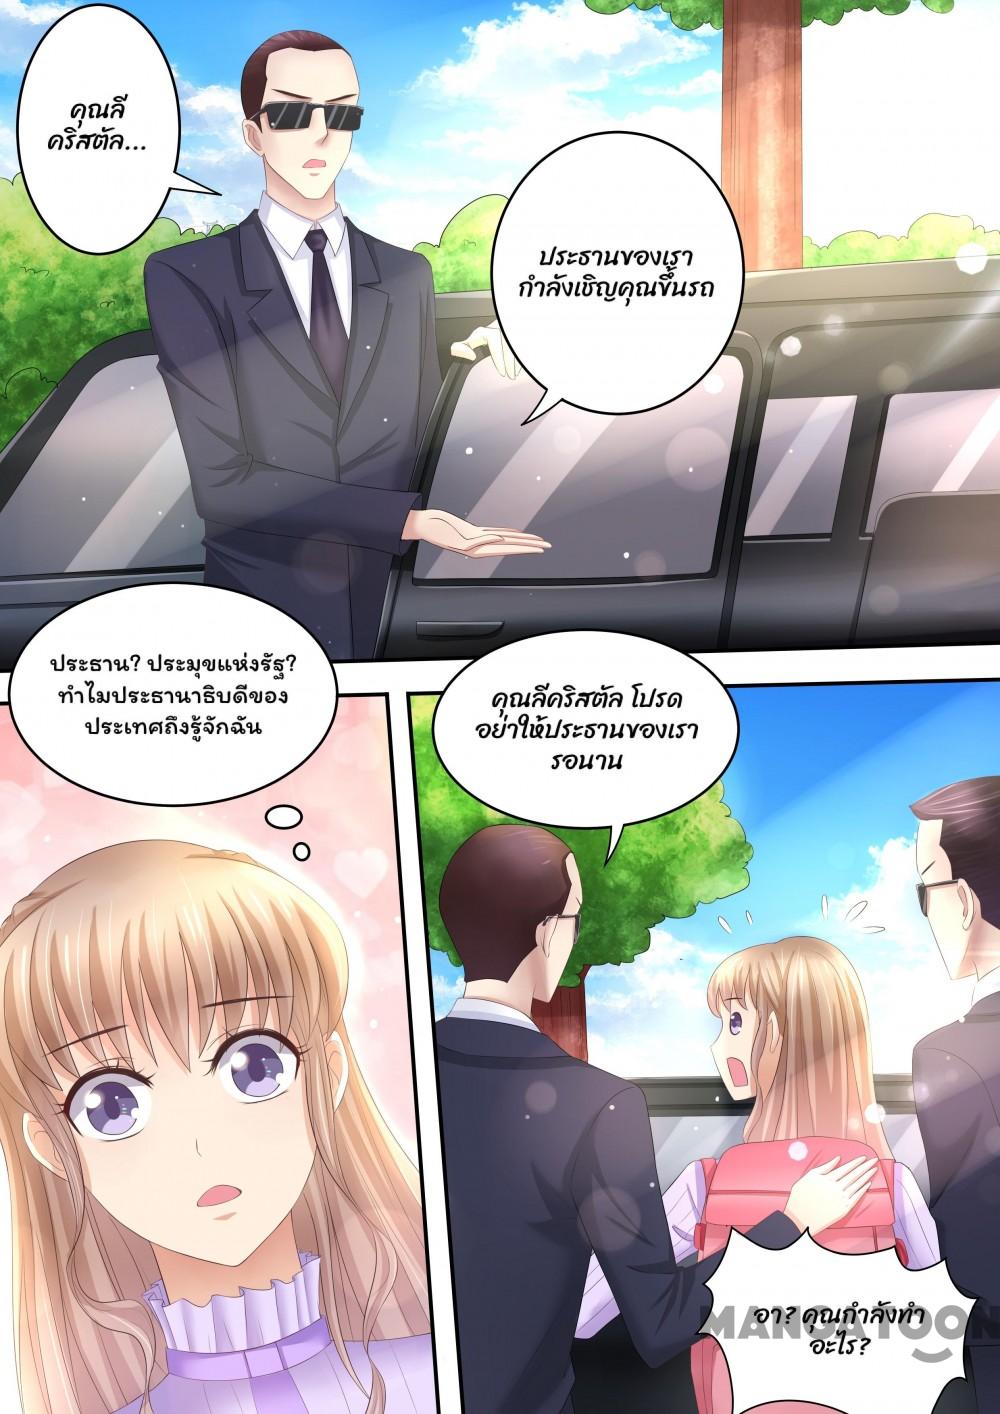 คุณลี
คริสตัล...
ประธานของเรา
กำลังเชิญคุณขึ้นรถ
ประธาน? ประมุขแห่งรัฐ?
ทำไมประธานาธิบดีของ
ประเทศถึงรู้จักฉัน
คุณลีคริสตัล โปรด
อย่าให้ประธานของเรา
รอนาน
อา? คุณกำลังทำ
อะไร?
MANGATOON